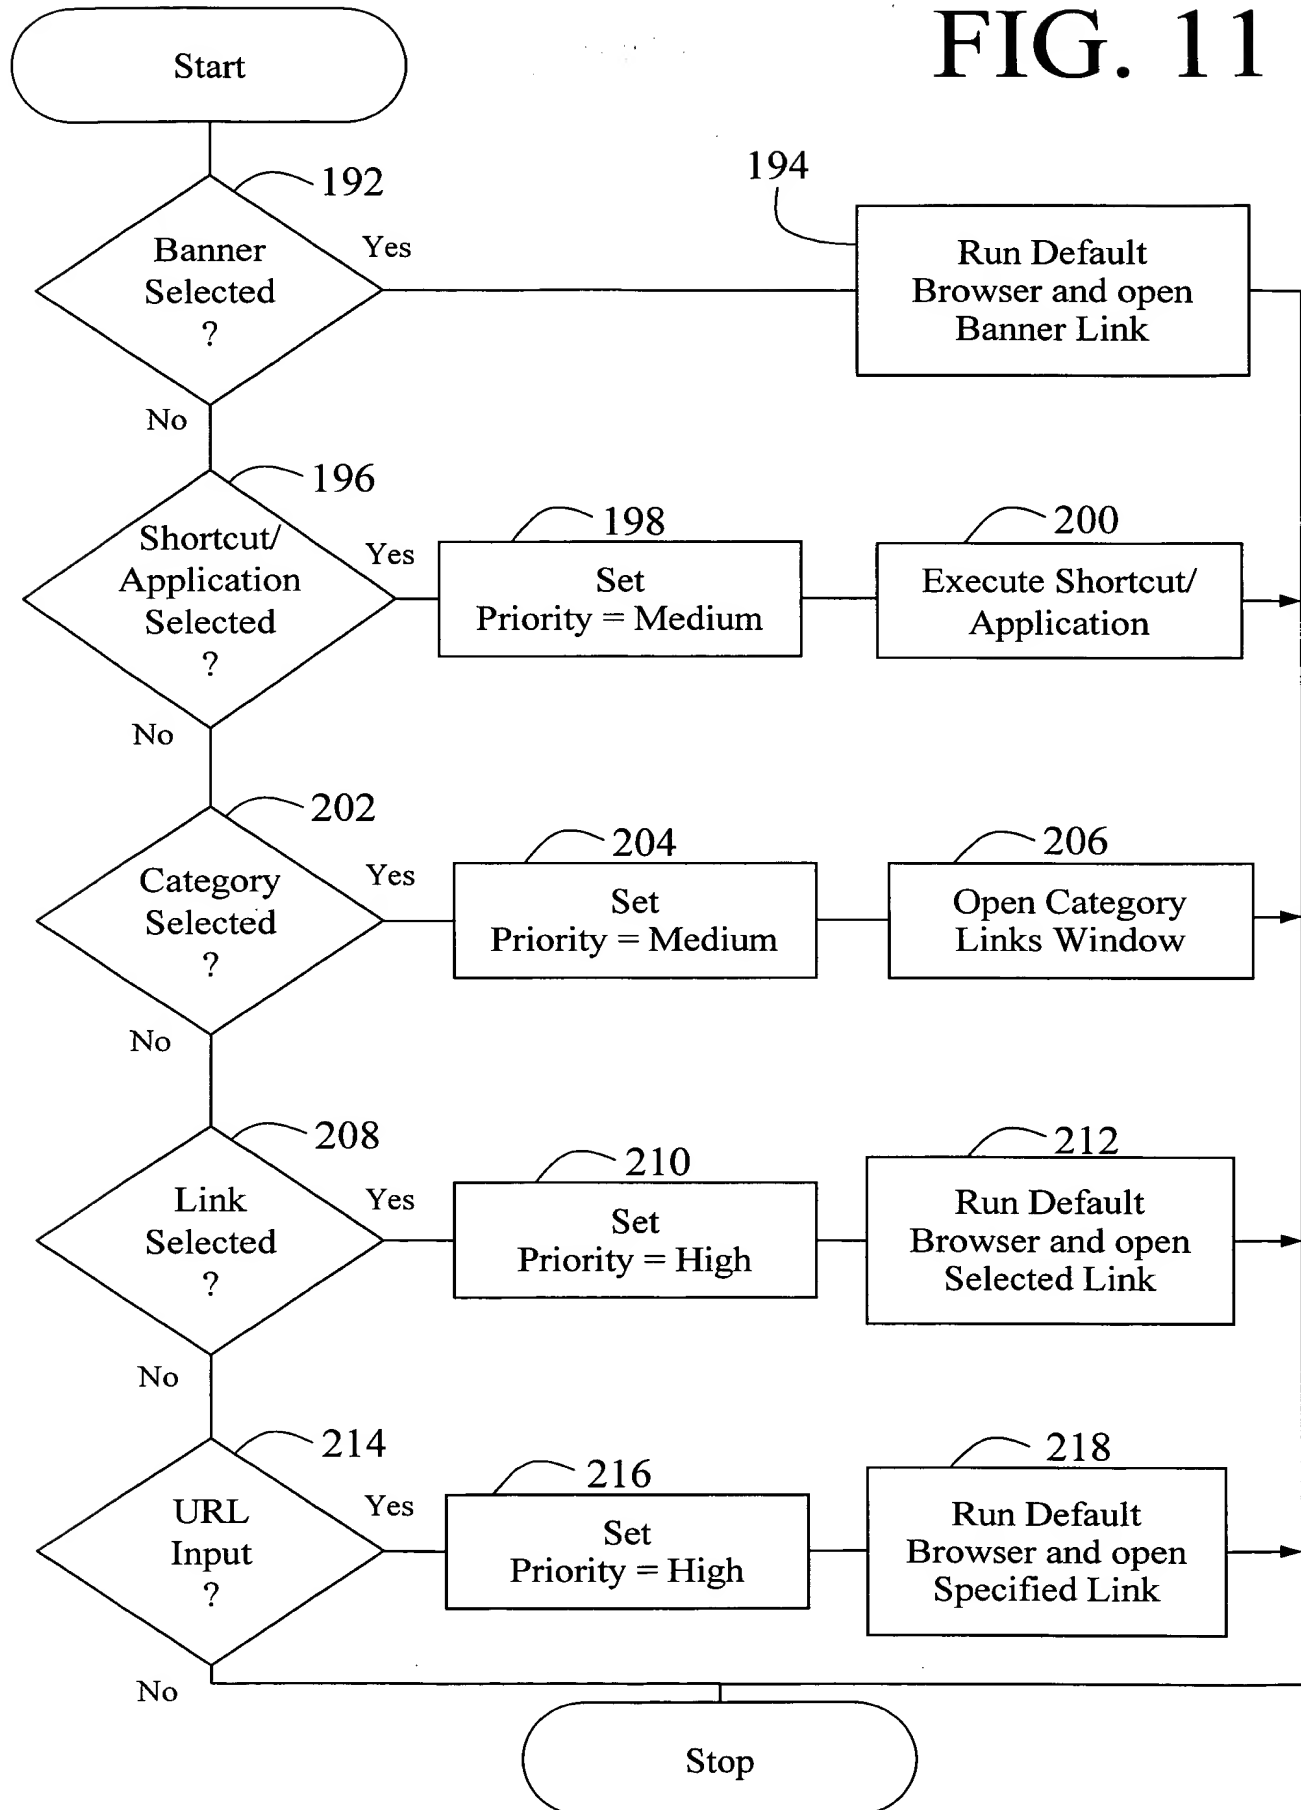 FIG. 11
Start
192
Banner
Selected
?
Yes
No
194
Run Default
Browser and open
Banner Link
196
Shortcut/
Application
Selected
?
Yes
No
198
Set
Priority = Medium
200
Execute Shortcut/
Application
202
Category
Selected
?
Yes
No
204
Set
Priority = Medium
206
Open Category
Links Window
208
Link
Selected
?
Yes
No
210
Set
Priority = High
212
Run Default
Browser and open
Selected Link
214
URL
Input
?
Yes
No
216
Set
Priority = High
218
Run Default
Browser and open
Specified Link
Stop